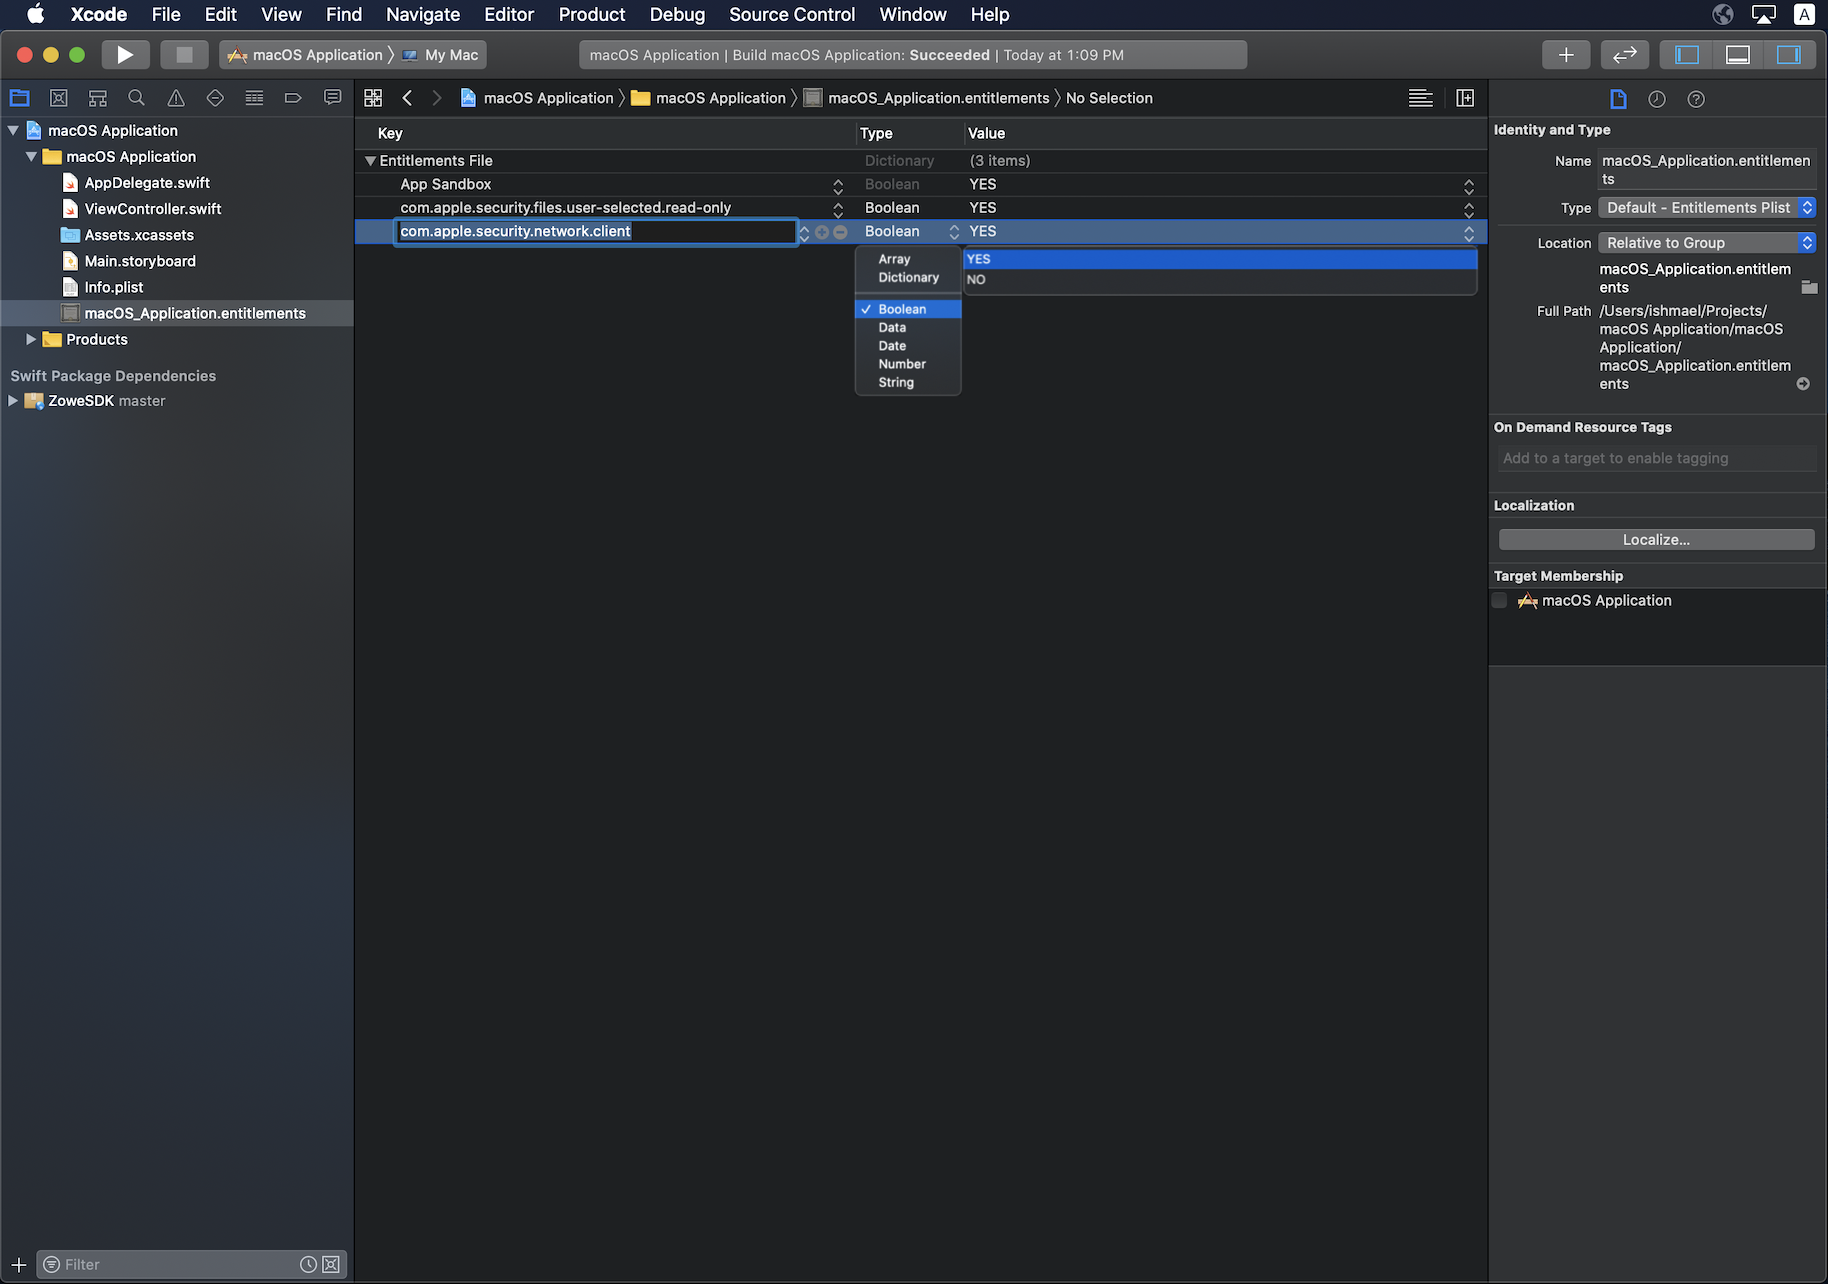 Xcode File Edit View Find Navigate Editor Product Debug Source Control Window Help A
macOS Application 〉 My Mac
macOS Application | Build macOS Application: Succeeded | Today at 1:09 PM
macOS Application 〉 macOS Application 〉 macOS_Application.entitlements 〉 No Selection
macOS Application
macOS Application
AppDelegate.swift
ViewController.swift
Assets.xcassets
Main.storyboard
Info.plist
macOS_Application.entitlements
Products
Swift Package Dependencies
ZoweSDK master
Filter
Key Type Value
Entitlements File Dictionary (3 items)
App Sandbox Boolean YES
com.apple.security.files.user-selected.read-only Boolean YES
com.apple.security.network.client Boolean YES
Array
Dictionary
Boolean
Data
Date
Number
String
YES
NO
Identity and Type
Name macOS_Application.entitlemen
ts
Type Default - Entitlements Plist
Location Relative to Group
macOS_Application.entitlem
ents
Full Path /Users/ishmael/Projects/
macOS Application/macOS
Application/
macOS_Application.entitlem
ents
On Demand Resource Tags
Add to a target to enable tagging
Localization
Localize...
Target Membership
macOS Application